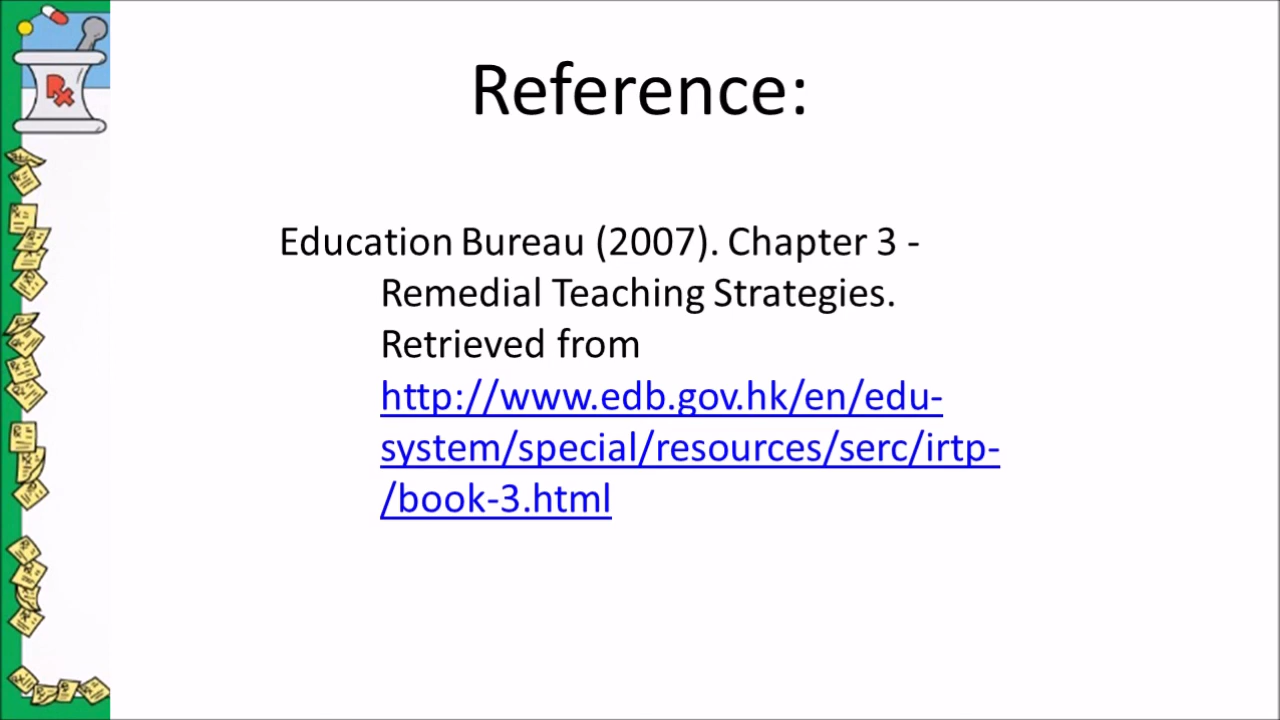 Rx
Reference:
Education Bureau (2007). Chapter 3 -
Remedial Teaching Strategies.
Retrieved from
http://www.edb.gov.hk/en/edu-
system/special/resources/serc/irtp-
/book-3.html